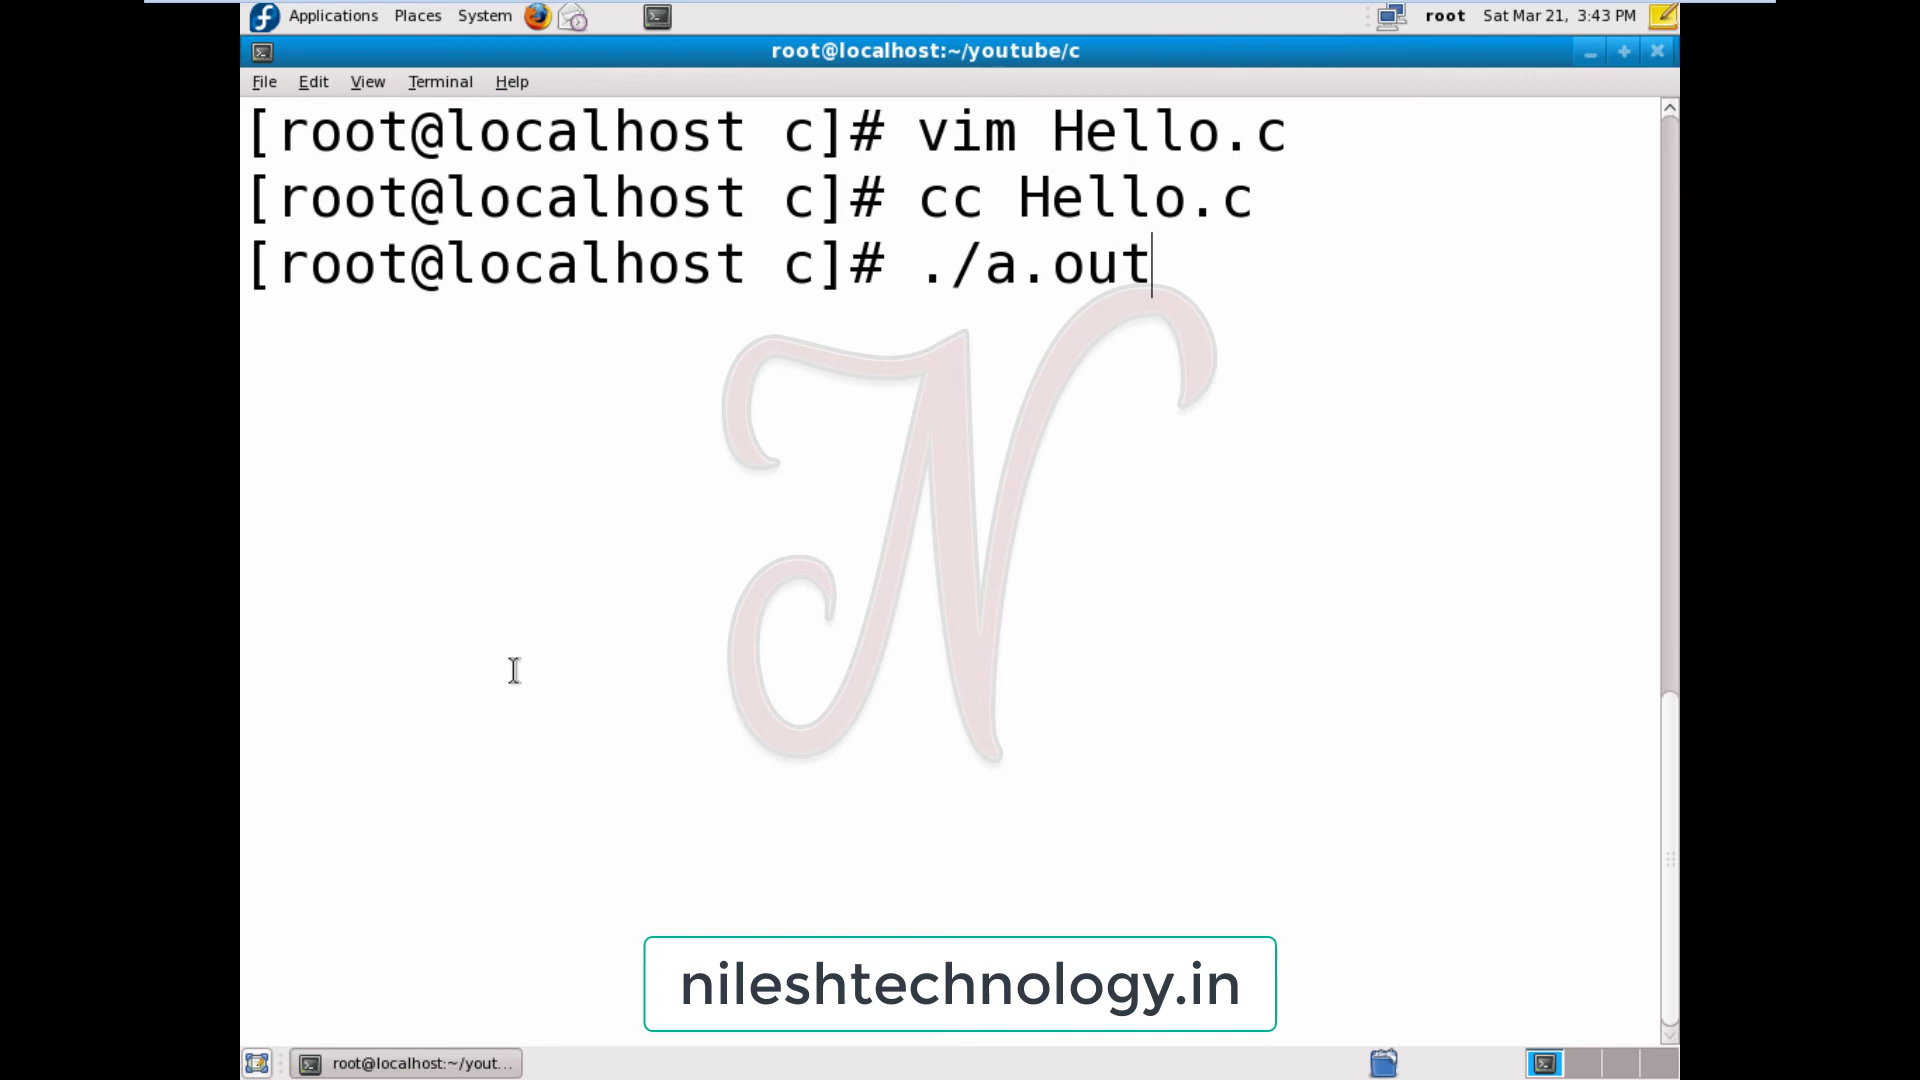 Applications Places System root Sat Mar 21, 3:43 PM
root@localhost:~/youtube/c
File Edit View Terminal Help
[root@localhost c]# vim Hello.c
[root@localhost c]# cc Hello.c
[root@localhost c]# ./a.out
N
nileshtechnology.in
root@localhost:~/yout...